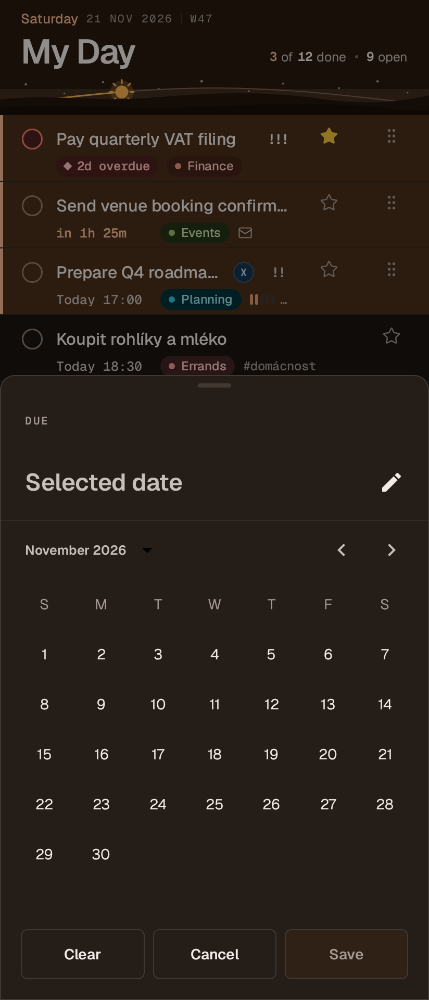 Saturday 21 NOV 2026 | W47
My Day
3 of 12 done • 9 open
Pay quarterly VAT filing !!!
2d overdue Finance
Send venue booking confirm…
in 1h 25m Events
Prepare Q4 roadma… X !!
Today 17:00 Planning …
Koupit rohlíky a mléko
Today 18:30 Errands #domácnost
DUE
Selected date
November 2026
S M T W T F S
1 2 3 4 5 6 7
8 9 10 11 12 13 14
15 16 17 18 19 20 21
22 23 24 25 26 27 28
29 30
Clear Cancel Save